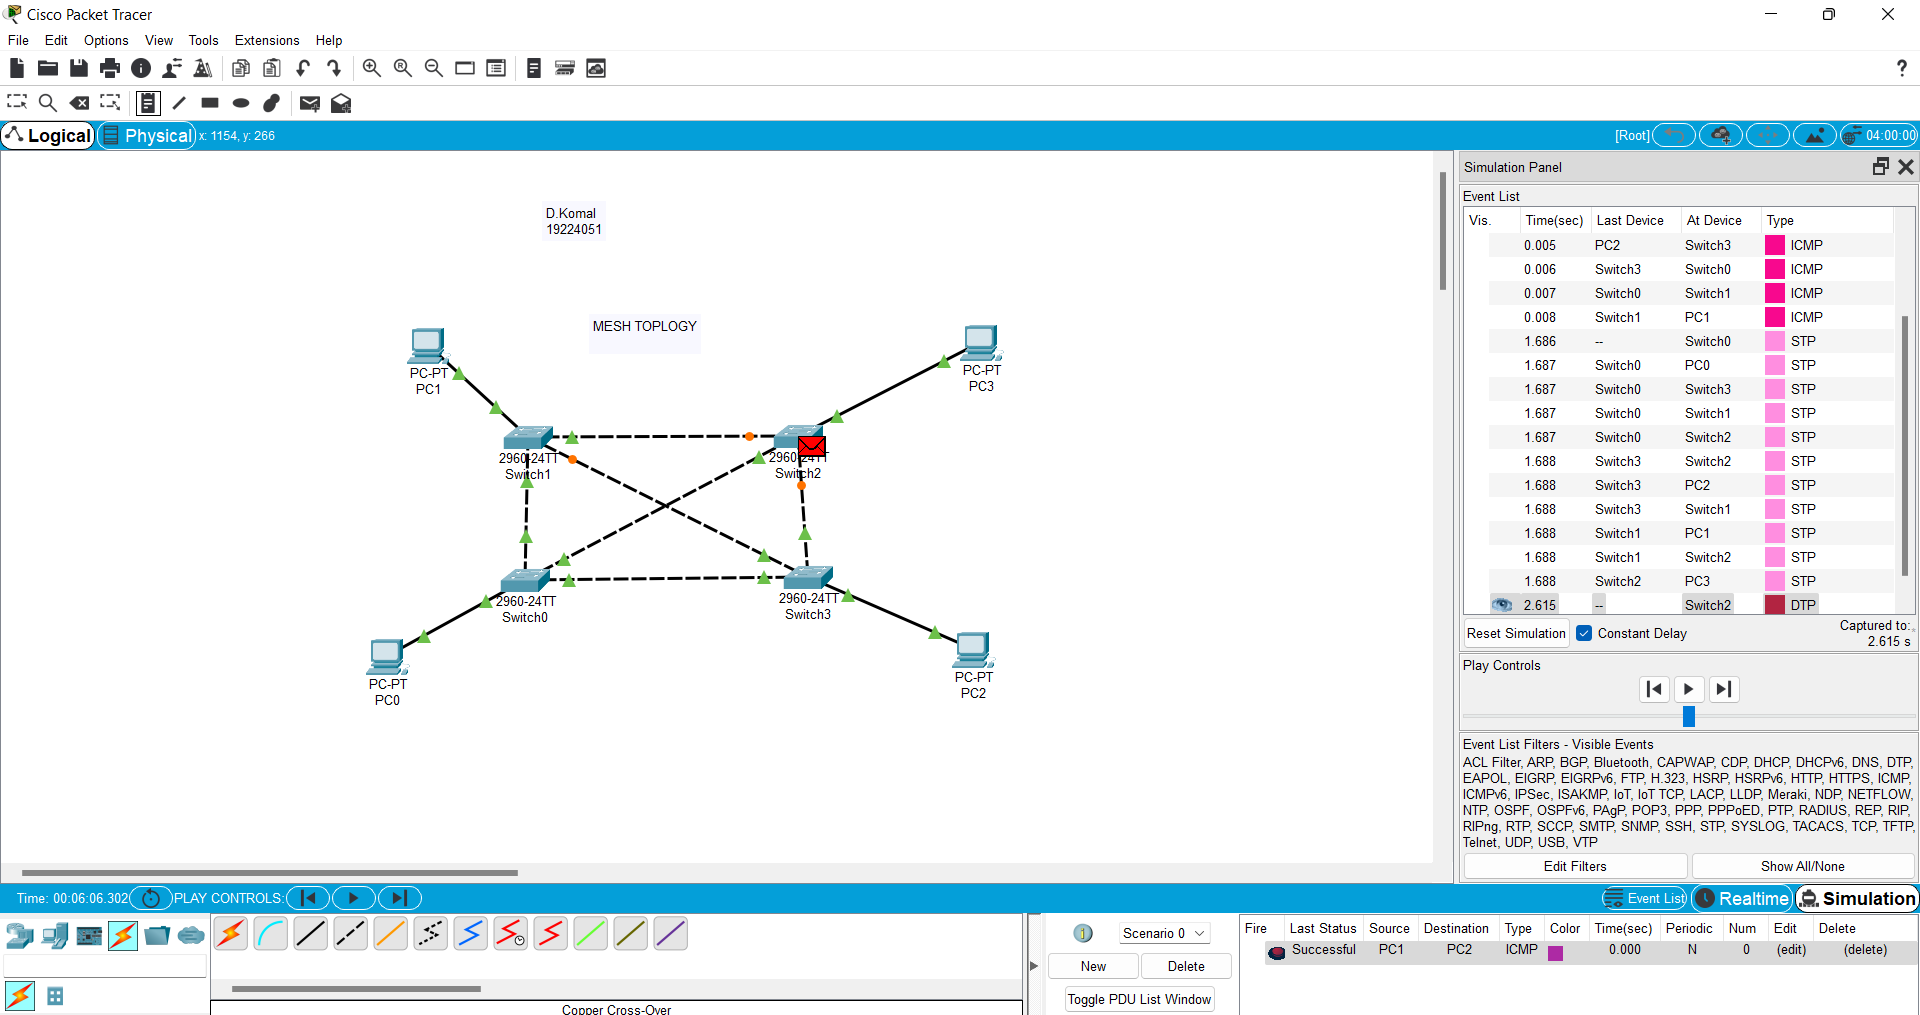 Cisco Packet Tracer
File Edit Options View Tools Extensions Help
?
Logical Physical x: 1154, y: 266 [Root] 04:00:00
D.Komal
19224051
MESH TOPLOGY
PC-PT
PC1
PC-PT
PC3
2960-24TT
Switch1
2960-24TT
Switch2
2960-24TT
Switch0
2960-24TT
Switch3
PC-PT
PC0
PC-PT
PC2
Simulation Panel
Event List
Vis. Time(sec) Last Device At Device Type
0.005 PC2 Switch3 ICMP
0.006 Switch3 Switch0 ICMP
0.007 Switch0 Switch1 ICMP
0.008 Switch1 PC1 ICMP
1.686 -- Switch0 STP
1.687 Switch0 PC0 STP
1.687 Switch0 Switch3 STP
1.687 Switch0 Switch1 STP
1.687 Switch0 Switch2 STP
1.688 Switch3 Switch2 STP
1.688 Switch3 PC2 STP
1.688 Switch3 Switch1 STP
1.688 Switch1 PC1 STP
1.688 Switch1 Switch2 STP
1.688 Switch2 PC3 STP
2.615 -- Switch2 DTP
Reset Simulation Constant Delay Captured to:
2.615 s
Play Controls
Event List Filters - Visible Events
ACL Filter, ARP, BGP, Bluetooth, CAPWAP, CDP, DHCP, DHCPv6, DNS, DTP,
EAPOL, EIGRP, EIGRPv6, FTP, H.323, HSRP, HSRPv6, HTTP, HTTPS, ICMP,
ICMPv6, IPSec, ISAKMP, IoT, IoT TCP, LACP, LLDP, Meraki, NDP, NETFLOW,
NTP, OSPF, OSPFv6, PAgP, POP3, PPP, PPPoED, PTP, RADIUS, REP, RIP,
RIPng, RTP, SCCP, SMTP, SNMP, SSH, STP, SYSLOG, TACACS, TCP, TFTP,
Telnet, UDP, USB, VTP
Edit Filters Show All/None
Time: 00:06:06.302 PLAY CONTROLS: Event List Realtime Simulation
Copper Cross-Over
Scenario 0
New Delete
Toggle PDU List Window
Fire Last Status Source Destination Type Color Time(sec) Periodic Num Edit Delete
Successful PC1 PC2 ICMP 0.000 N 0 (edit) (delete)